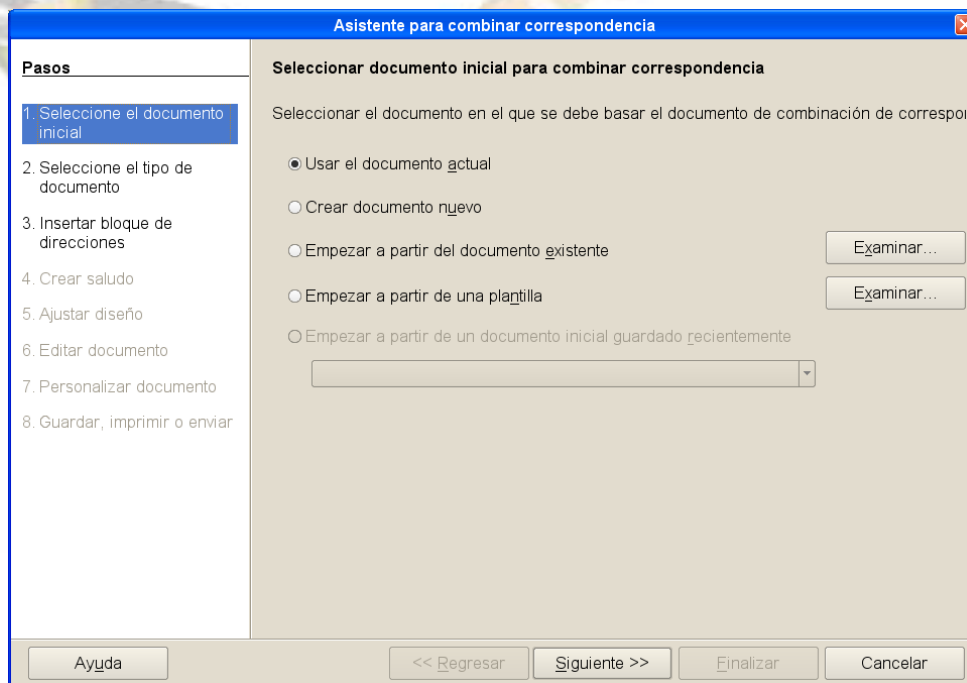 Asistente para combinar correspondencia
Pasos
1. Seleccione el documento
inicial
2. Seleccione el tipo de
documento
3. Insertar bloque de
direcciones
4. Crear saludo
5. Ajustar diseño
6. Editar documento
7. Personalizar documento
8. Guardar, imprimir o enviar
Seleccionar documento inicial para combinar correspondencia
Seleccionar el documento en el que se debe basar el documento de combinación de correspon
Usar el documento actual
Crear documento nuevo
Empezar a partir del documento existente
Examinar...
Empezar a partir de una plantilla
Examinar...
Empezar a partir de un documento inicial guardado recientemente
Ayuda
<< Regresar
Siguiente >>
Finalizar
Cancelar